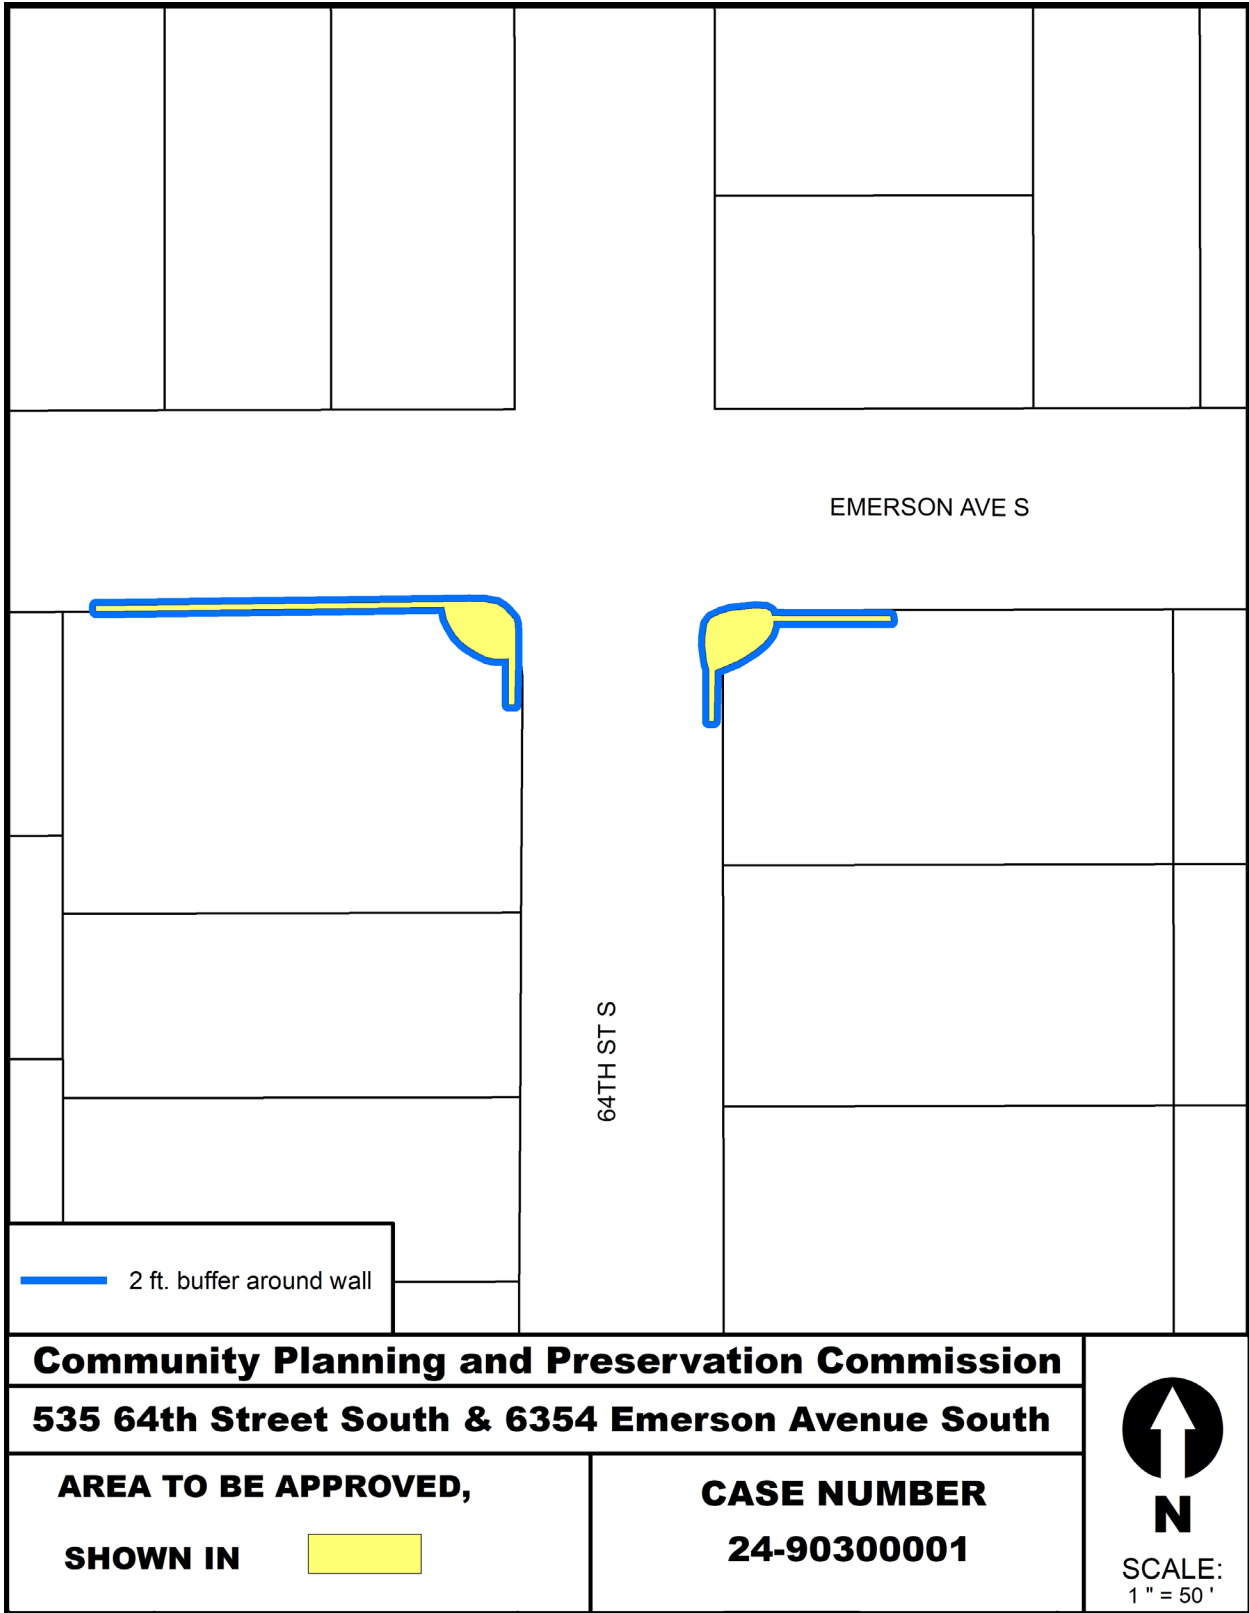 EMERSON AVE S
64TH ST S
2 ft. buffer around wall
Community Planning and Preservation Commission
535 64th Street South & 6354 Emerson Avenue South
AREA TO BE APPROVED,
SHOWN IN
CASE NUMBER
24-90300001
N
SCALE:
1 " = 50 '